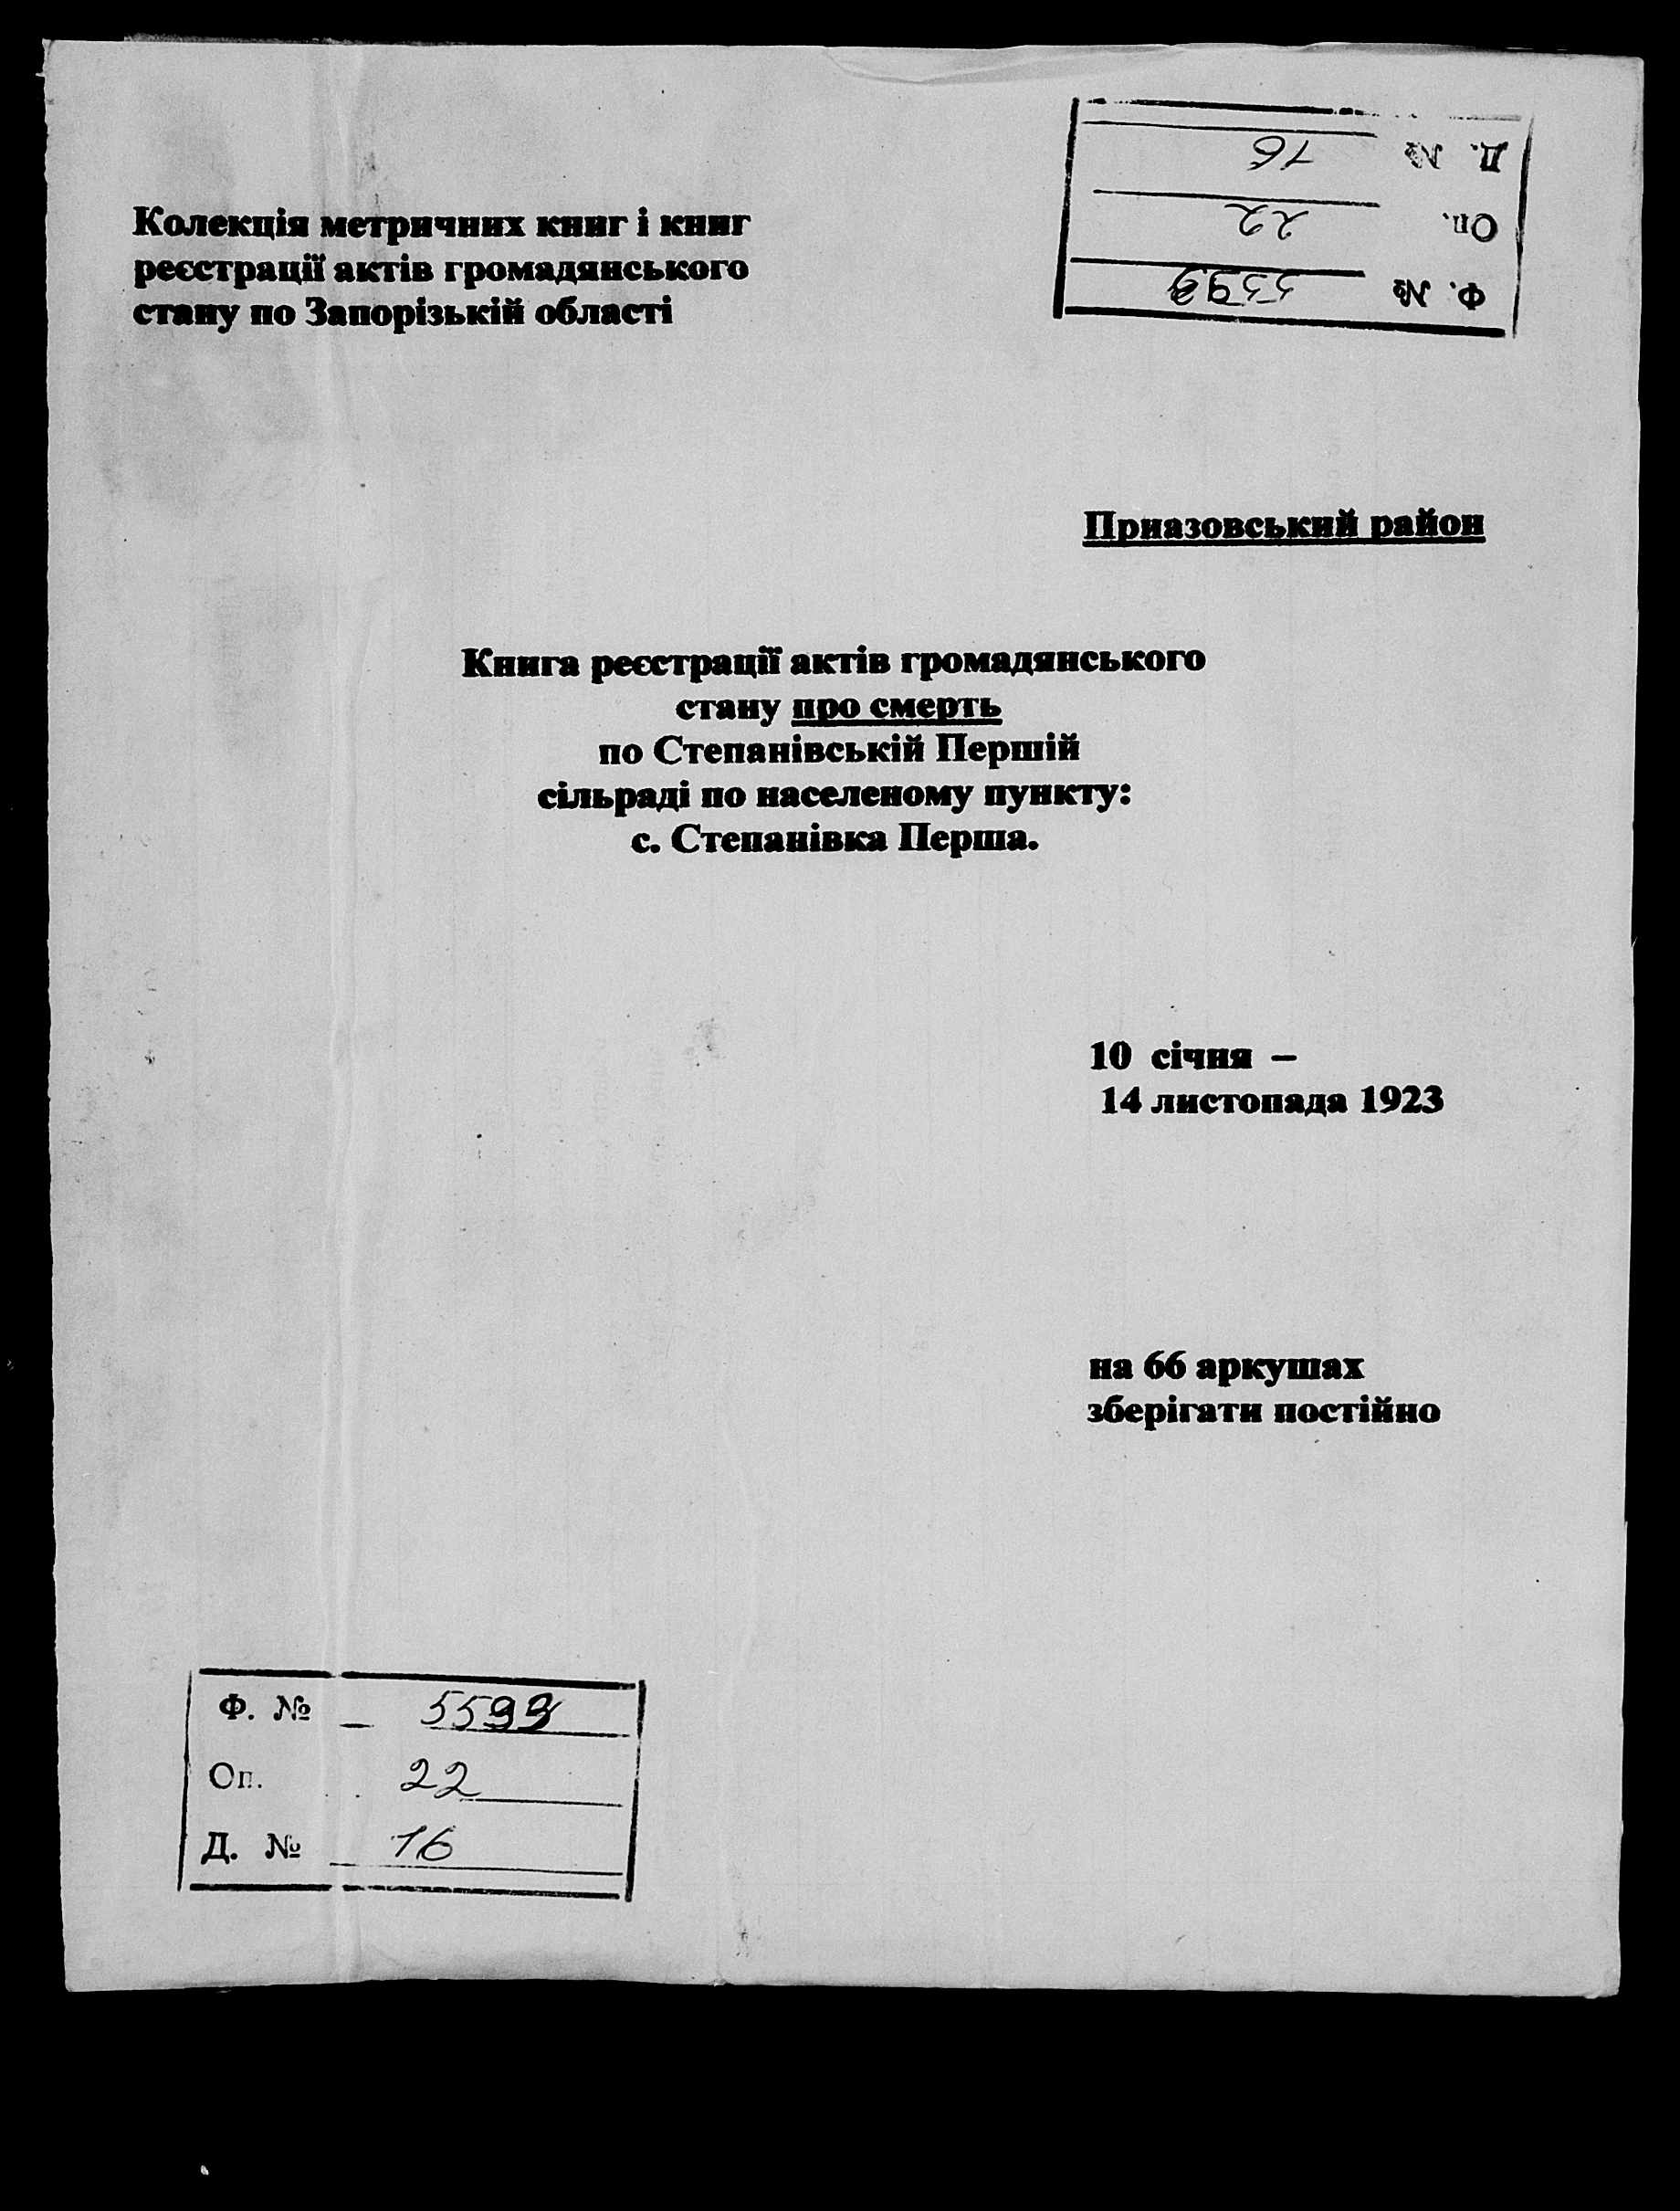 Д. № 16
Оп. 22
Ф. № 5593
Колекція метричних книг і книг
реєстрації актів громадянського
стану по Запорізькій області
Приазовський район
Книга реєстрації актів громадянського
стану про смерть
по Степанівській Першій
сільраді по населеному пункту:
с. Степанівка Перша.
10 січня –
14 листопада 1923
на 66 аркушах
зберігати постійно
Ф. № 5593
Оп. 22
Д. № 16